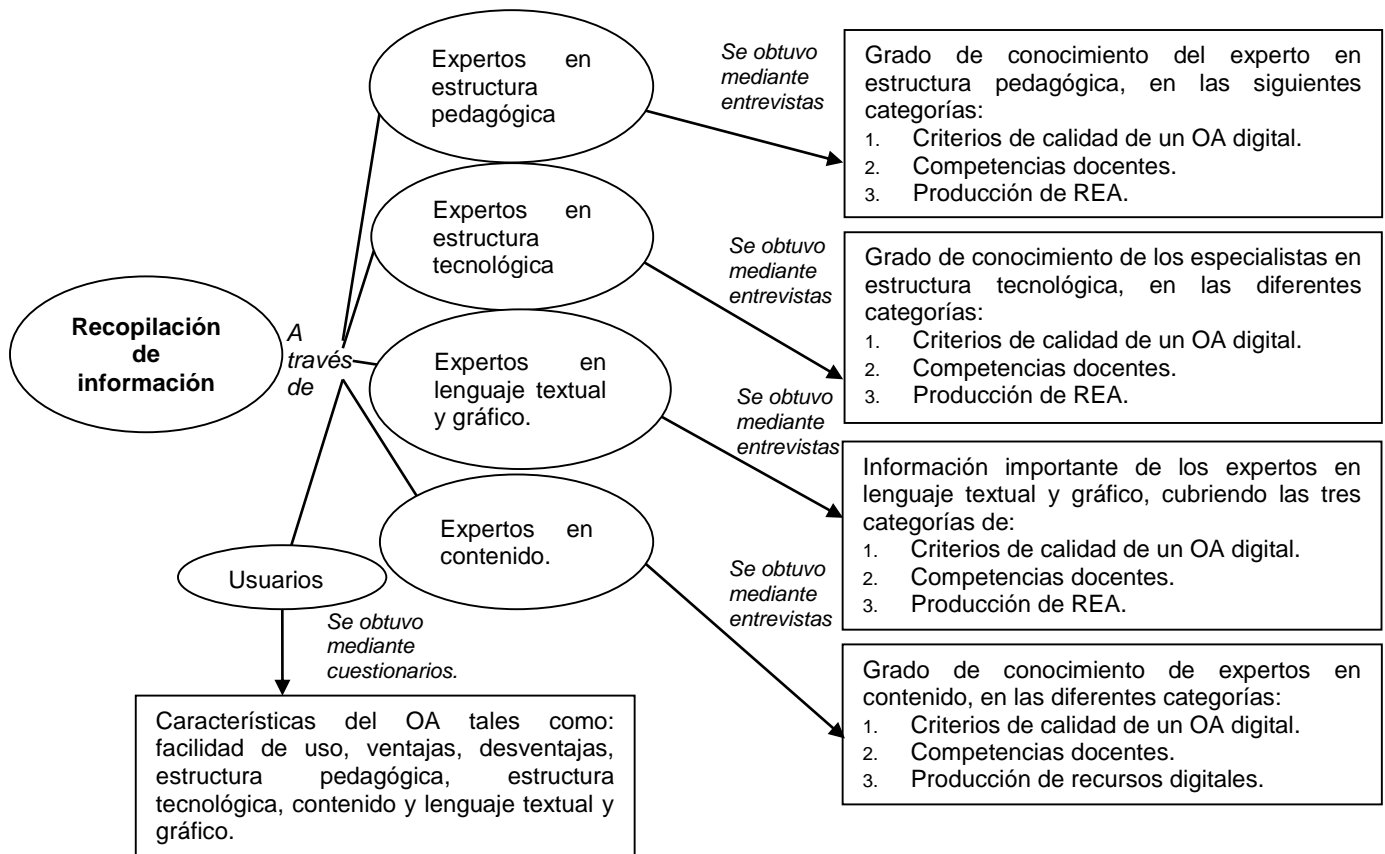 Recopilación
de
información
A
través
de
Expertos en
estructura
pedagógica
Se obtuvo
mediante
entrevistas
Grado de conocimiento del experto en
estructura pedagógica, en las siguientes
categorías:
1. Criterios de calidad de un OA digital.
2. Competencias docentes.
3. Producción de REA.
Expertos en
estructura
tecnológica
Se obtuvo
mediante
entrevistas
Grado de conocimiento de los especialistas en
estructura tecnológica, en las diferentes
categorías:
1. Criterios de calidad de un OA digital.
2. Competencias docentes.
3. Producción de REA.
Expertos en
lenguaje textual
y gráfico.
Se obtuvo
mediante
entrevistas
Información importante de los expertos en
lenguaje textual y gráfico, cubriendo las tres
categorías de:
1. Criterios de calidad de un OA digital.
2. Competencias docentes.
3. Producción de REA.
Expertos en
contenido.
Se obtuvo
mediante
entrevistas
Grado de conocimiento de expertos en
contenido, en las diferentes categorías:
1. Criterios de calidad de un OA digital.
2. Competencias docentes.
3. Producción de recursos digitales.
Usuarios
Se obtuvo
mediante
cuestionarios.
Características del OA tales como:
facilidad de uso, ventajas, desventajas,
estructura pedagógica, estructura
tecnológica, contenido y lenguaje textual y
gráfico.